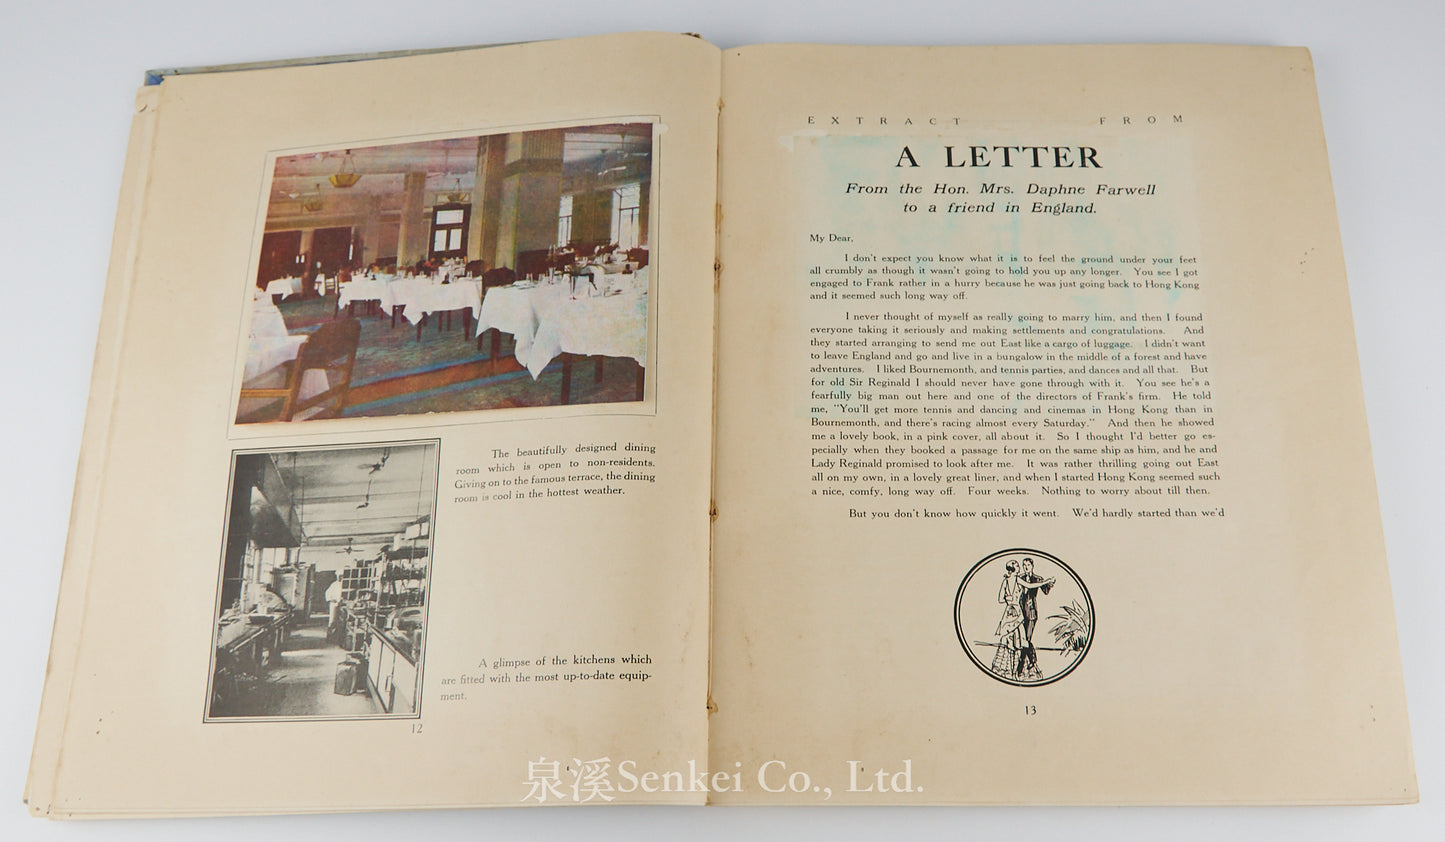 The beautifully designed dining
room which is open to non-residents.
Giving on to the famous terrace, the dining
room is cool in the hottest weather.
A glimpse of the kitchens which
are fitted with the most up-to-date equip-
ment.
12
EXTRACT FROM
A LETTER
From the Hon. Mrs. Daphne Farwell
to a friend in England.
My Dear,
I don't expect you know what it is to feel the ground under your feet
all crumbly as though it wasn't going to hold you up any longer. You see I got
engaged to Frank rather in a hurry because he was just going back to Hong Kong
and it seemed such long way off.
I never thought of myself as really going to marry him, and then I found
everyone taking it seriously and making settlements and congratulations. And
they started arranging to send me out East like a cargo of luggage. I didn't want
to leave England and go and live in a bungalow in the middle of a forest and have
adventures. I liked Bournemonth, and tennis parties, and dances and all that. But
for old Sir Reginald I should never have gone through with it. You see he's a
fearfully big man out here and one of the directors of Frank's firm. He told
me, "You'll get more tennis and dancing and cinemas in Hong Kong than in
Bournemouth, and there's racing almost every Saturday." And then he showed
me a lovely book, in a pink cover, all about it. So I thought I'd better go es-
pecially when they booked a passage for me on the same ship as him, and he and
Lady Reginald promised to look after me. It was rather thrilling going out East
all on my own, in a lovely great liner, and when I started Hong Kong seemed such
a nice, comfy, long way off. Four weeks. Nothing to worry about till then.
But you don't know how quickly it went. We'd hardly started than we'd
13
泉溪Senkei Co., Ltd.